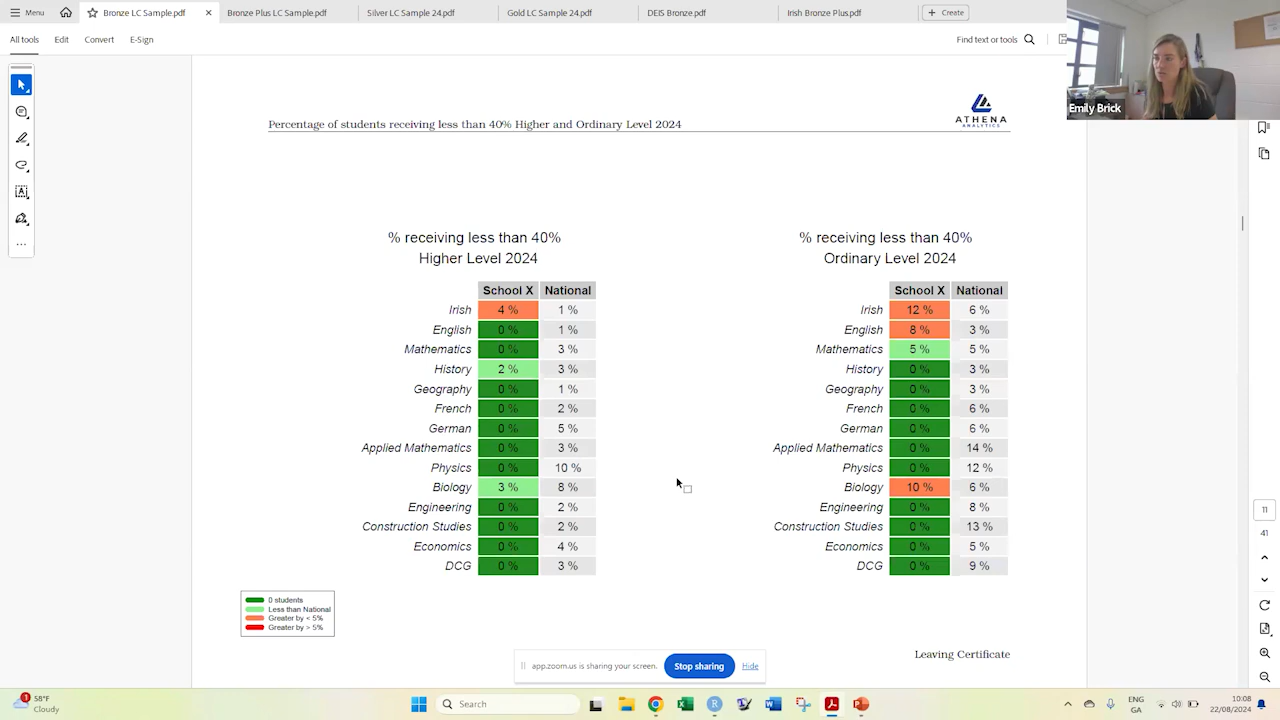 Menu Bronze LC Sample.pdf × Bronze Plus LC Sample.pdf Silver LC Sample 24.pdf Gold LC Sample 24.pdf DEIS Bronze.pdf Irish Bronze Plus.pdf + Create
All tools Edit Convert E-Sign Find text or tools
Emily Brick
ATHENA
ANALYTICS
Percentage of students receiving less than 40% Higher and Ordinary Level 2024
% receiving less than 40%
Higher Level 2024
School X National
Irish 4 % 1 %
English 0 % 1 %
Mathematics 0 % 3 %
History 2 % 3 %
Geography 0 % 1 %
French 0 % 2 %
German 0 % 5 %
Applied Mathematics 0 % 3 %
Physics 0 % 10 %
Biology 3 % 8 %
Engineering 0 % 2 %
Construction Studies 0 % 2 %
Economics 0 % 4 %
DCG 0 % 3 %
% receiving less than 40%
Ordinary Level 2024
School X National
Irish 12 % 6 %
English 8 % 3 %
Mathematics 5 % 5 %
History 0 % 3 %
Geography 0 % 3 %
French 0 % 6 %
German 0 % 6 %
Applied Mathematics 0 % 14 %
Physics 0 % 12 %
Biology 10 % 6 %
Engineering 0 % 8 %
Construction Studies 0 % 13 %
Economics 0 % 5 %
DCG 0 % 9 %
0 students
Less than National
Greater by < 5%
Greater by > 5%
Leaving Certificate
11
41
app.zoom.us is sharing your screen. Stop sharing Hide
1
58°F
Cloudy
Search
ENG
GA
10:08
22/08/2024